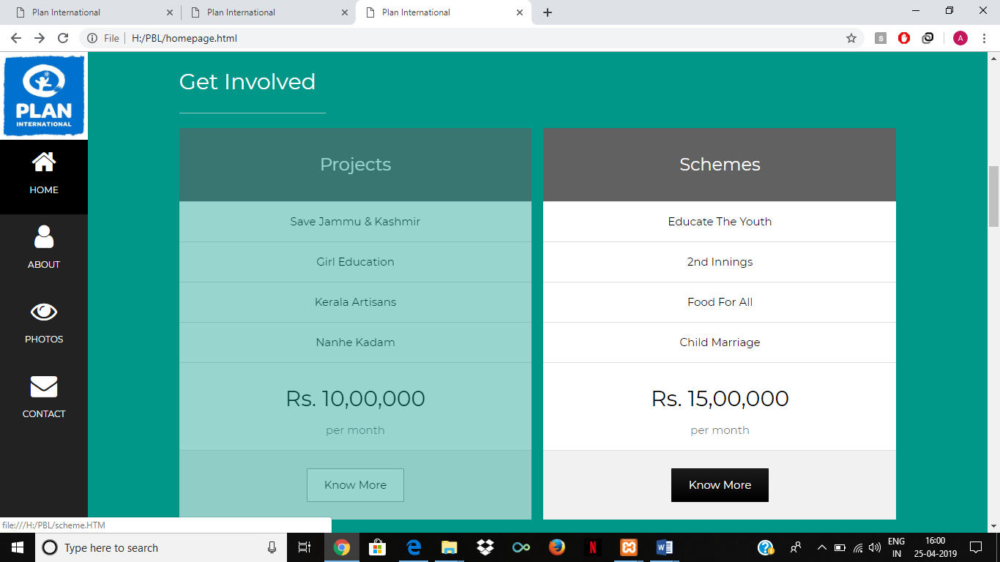 Plan International
Plan International
Plan International
File H:/PBL/homepage.html
S
A
PLAN
INTERNATIONAL
HOME
ABOUT
PHOTOS
CONTACT
Get Involved
Projects
Save Jammu & Kashmir
Girl Education
Kerala Artisans
Nanhe Kadam
Rs. 10,00,000
per month
Know More
Schemes
Educate The Youth
2nd Innings
Food For All
Child Marriage
Rs. 15,00,000
per month
Know More
file:///H:/PBL/scheme.HTM
Type here to search
ENG
IN
16:00
25-04-2019